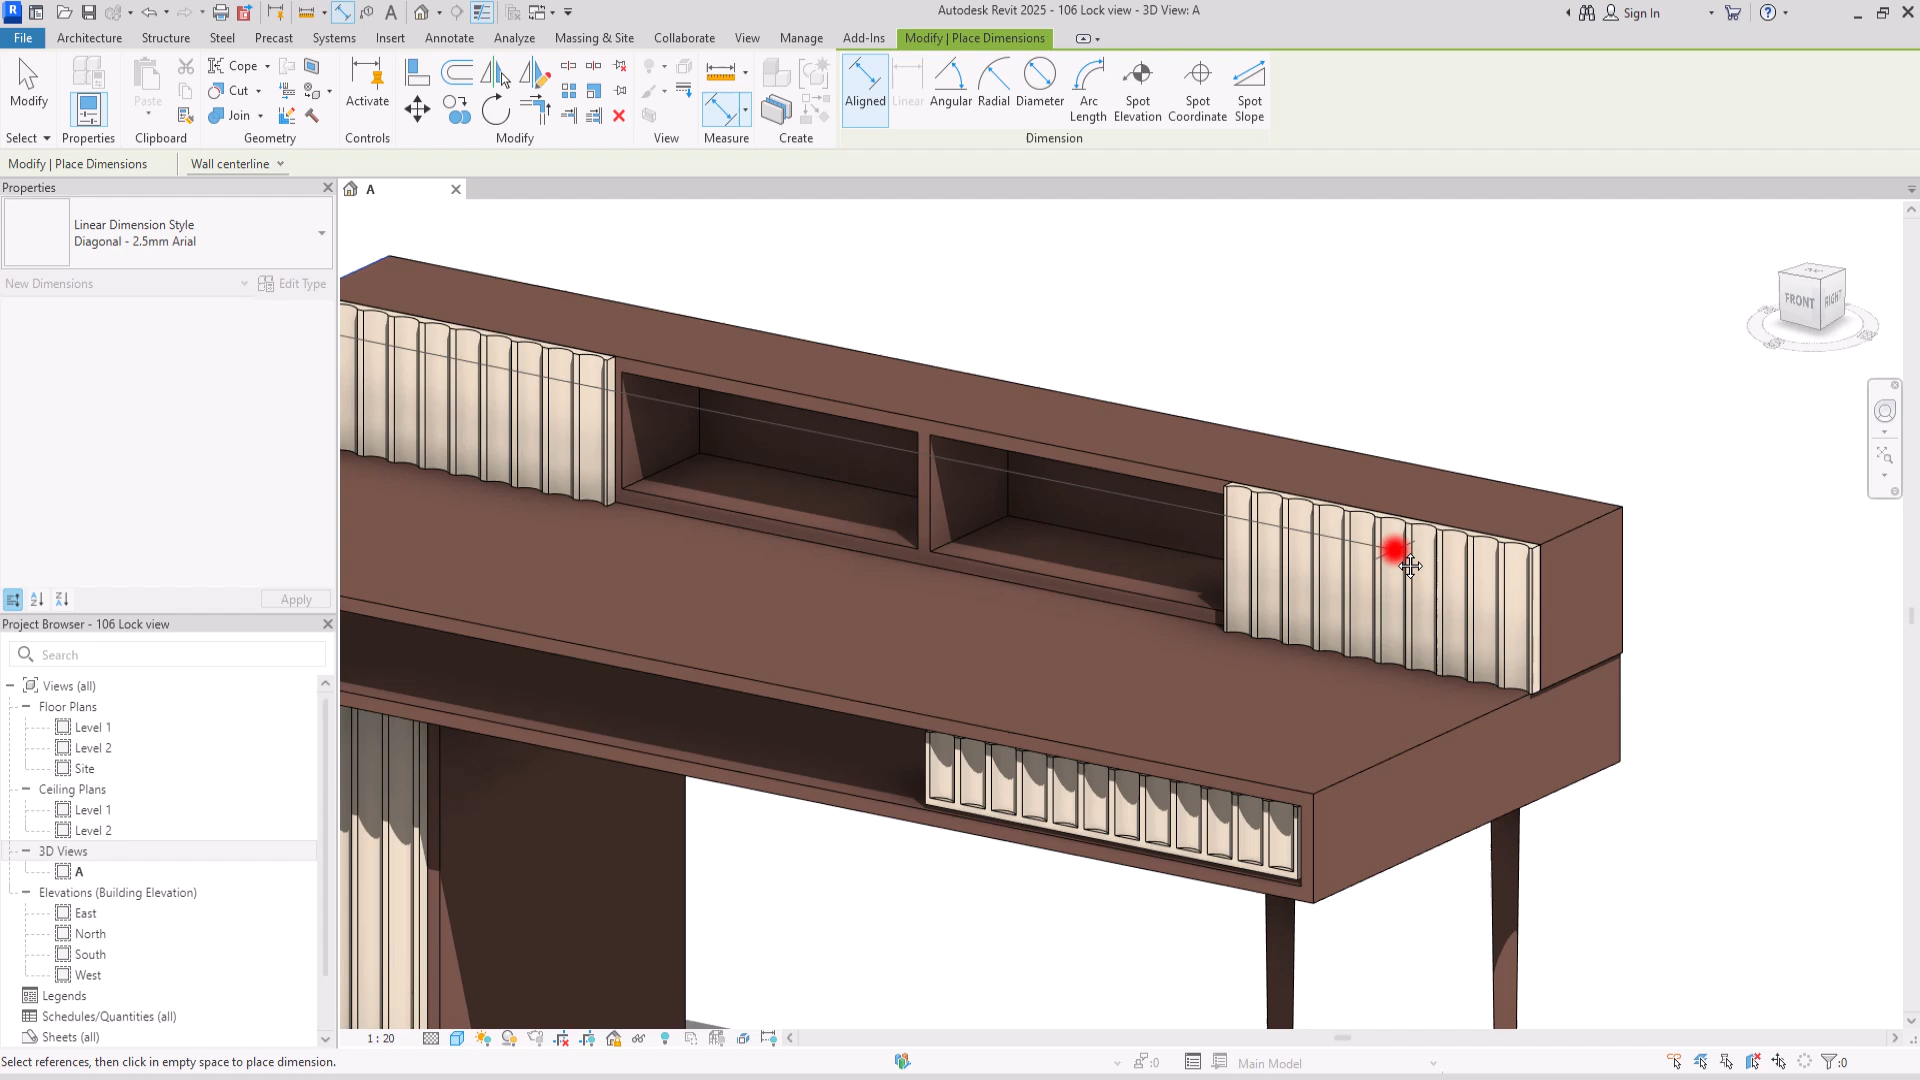 Autodesk Revit 2025 - 106 Lock view - 3D View: A
Sign In
File Architecture Structure Steel Precast Systems Insert Annotate Analyze Massing & Site Collaborate View Manage Add-Ins Modify | Place Dimensions
Modify Paste Cope Cut Join Activate Aligned Linear Angular Radial Diameter Arc Length Spot Elevation Spot Coordinate Spot Slope
Select Properties Clipboard Geometry Controls Modify View Measure Create Dimension
Modify | Place Dimensions Wall centerline
Properties
A
Linear Dimension Style
Diagonal - 2.5mm Arial
New Dimensions Edit Type
FRONT RIGHT
Apply
Project Browser - 106 Lock view
Search
Views (all)
Floor Plans
Level 1
Level 2
Site
Ceiling Plans
Level 1
Level 2
3D Views
A
Elevations (Building Elevation)
East
North
South
West
Legends
Schedules/Quantities (all)
Sheets (all)
1 : 20
Select references, then click in empty space to place dimension.
:0 Main Model :0